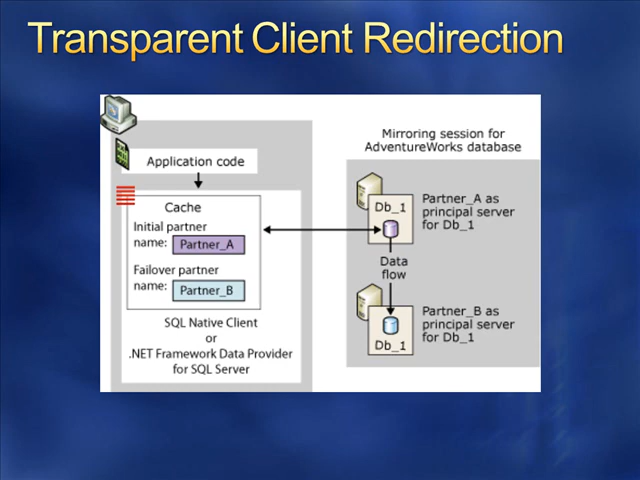 Transparent Client Redirection
Application code
Cache
Initial partner
name: Partner_A
Failover partner
name: Partner_B
SQL Native Client
or
.NET Framework Data Provider
for SQL Server
Mirroring session for
AdventureWorks database
Db_1
Partner_A as
principal server
for Db_1
Data
flow
Partner_B as
principal server
for Db_1
Db_1